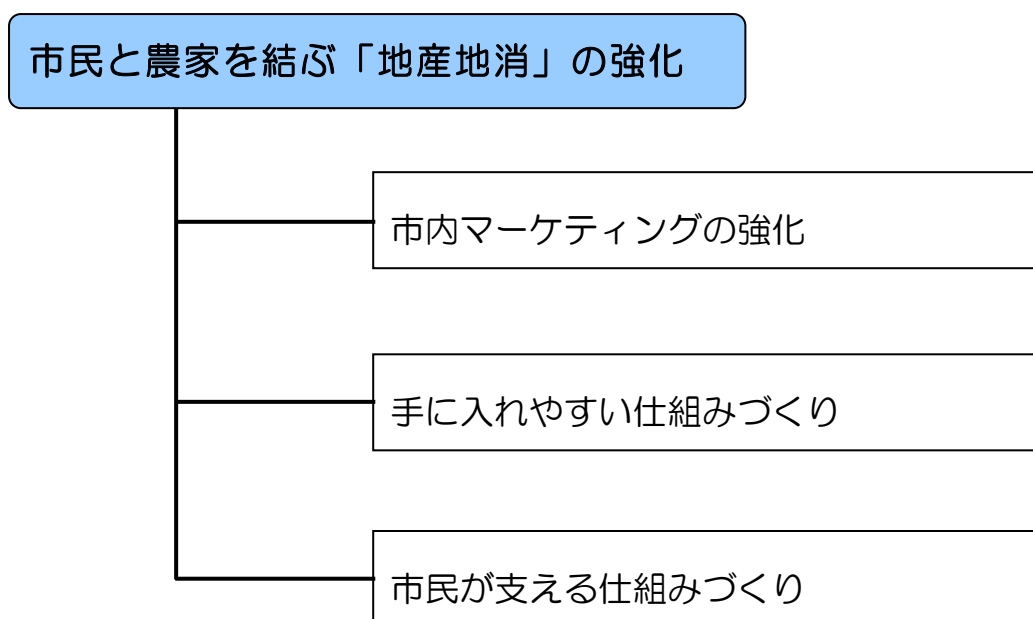 市民と農家を結ぶ「地産地消」の強化
市内マーケティングの強化
手に入れやすい仕組みづくり
市民が支える仕組みづくり